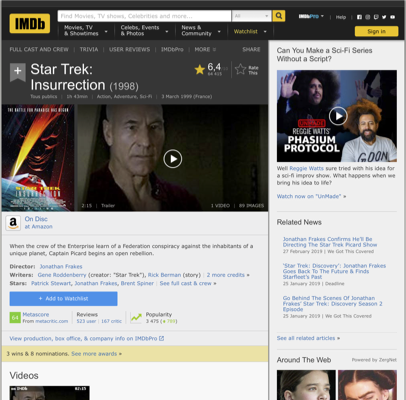 IMDb
Find Movies, TV shows, Celebrities and more...
All
IMDbPro
Help
Movies, TV
& Showtimes
Celebs, Events
& Photos
News &
Community
Watchlist
Sign in
FULL CAST AND CREW | TRIVIA | USER REVIEWS | IMDbPro | MORE
SHARE
Star Trek:
Insurrection (1998)
6,4
Rate
This
Tous publics | 1h 43min | Action, Adventure, Sci-Fi | 3 March 1999 (France)
THE BATTLE FOR PARADISE HAS BEGUN
STAR TREK
INSURRECTION
2:15 | Trailer
1 VIDEO | 89 IMAGES
a
On Disc
at Amazon
When the crew of the Enterprise learn of a Federation conspiracy against the inhabitants of a
unique planet, Captain Picard begins an open rebellion.
Director: Jonathan Frakes
Writers: Gene Roddenberry (creator: "Star Trek"), Rick Berman (story) | 2 more credits »
Stars: Patrick Stewart, Jonathan Frakes, Brent Spiner | See full cast & crew »
+ Add to Watchlist
64
Metascore
From metacritic.com
Reviews
523 user | 167 critic
Popularity
View production, box office, & company info on IMDbPro
3 wins & 8 nominations. See more awards »
Videos
Can You Make a Sci-Fi Series
Without a Script?
REGGIE WATTS'
PHASIUM
PROTOCOL
Well Reggie Watts sure tried with his idea for
a sci-fi improv show. What happens when we
bring his idea to life?
Watch now on "UnMade" »
Related News
Jonathan Frakes Confirms He'll Be
Directing The Star Trek Picard Show
27 February 2019 | We Got This Covered
'Star Trek: Discovery': Jonathan Frakes
Goes Back To The Future & Finds
Starfleet's Past
25 January 2019 | Deadline
Go Behind The Scenes Of Jonathan
Frakes' Star Trek: Discovery Season 2
Episode
25 January 2019 | We Got This Covered
See all related articles »
Around The Web
Powered by ZergNet